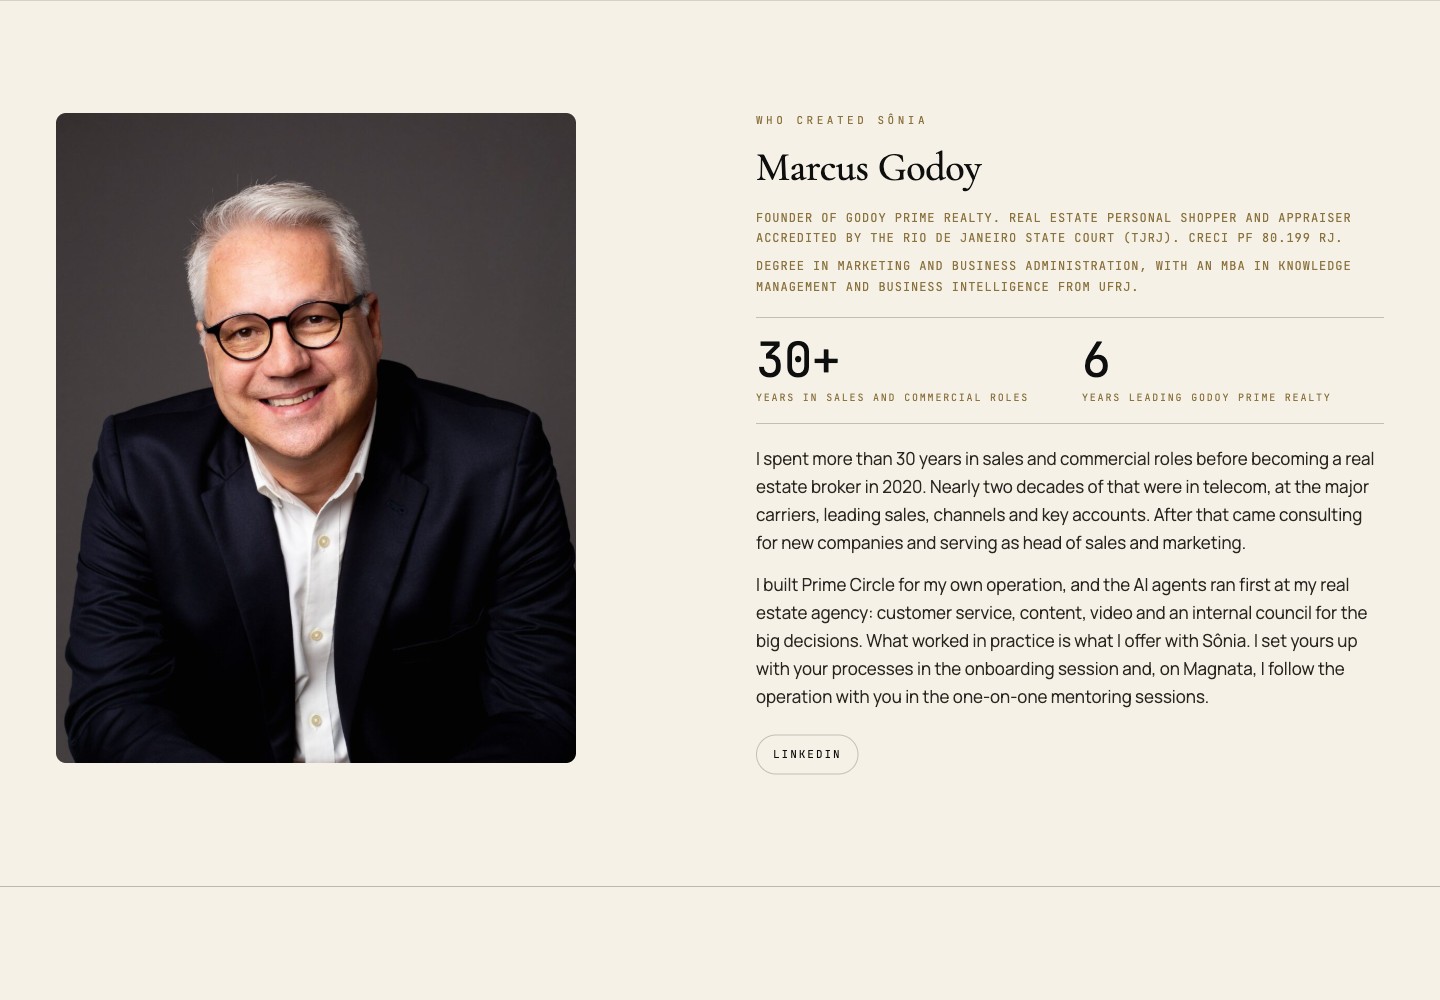 WHO CREATED SÔNIA
Marcus Godoy
FOUNDER OF GODOY PRIME REALTY. REAL ESTATE PERSONAL SHOPPER AND APPRAISER
ACCREDITED BY THE RIO DE JANEIRO STATE COURT (TJRJ). CRECI PF 80.199 RJ.
DEGREE IN MARKETING AND BUSINESS ADMINISTRATION, WITH AN MBA IN KNOWLEDGE
MANAGEMENT AND BUSINESS INTELLIGENCE FROM UFRJ.
30+
YEARS IN SALES AND COMMERCIAL ROLES
6
YEARS LEADING GODOY PRIME REALTY
I spent more than 30 years in sales and commercial roles before becoming a real
estate broker in 2020. Nearly two decades of that were in telecom, at the major
carriers, leading sales, channels and key accounts. After that came consulting
for new companies and serving as head of sales and marketing.
I built Prime Circle for my own operation, and the AI agents ran first at my real
estate agency: customer service, content, video and an internal council for the
big decisions. What worked in practice is what I offer with Sônia. I set yours up
with your processes in the onboarding session and, on Magnata, I follow the
operation with you in the one-on-one mentoring sessions.
LINKEDIN